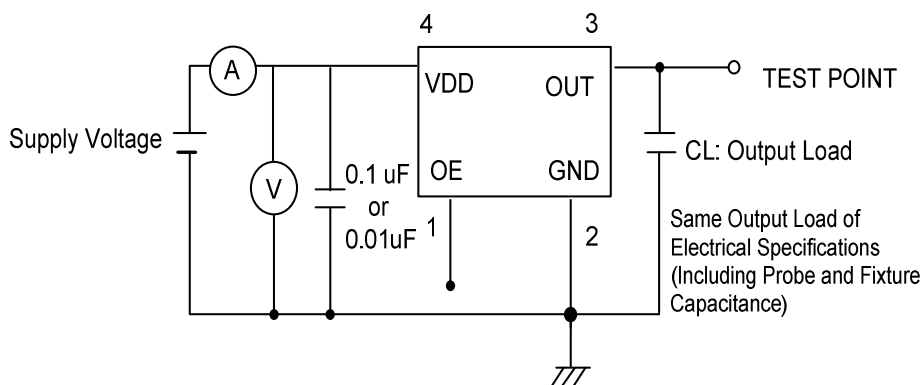 4
3
A
VDD
OUT
TEST POINT
Supply Voltage
V
0.1 uF
or
0.01uF
OE
GND
CL: Output Load
1
2
Same Output Load of
Electrical Specifications
(Including Probe and Fixture
Capacitance)